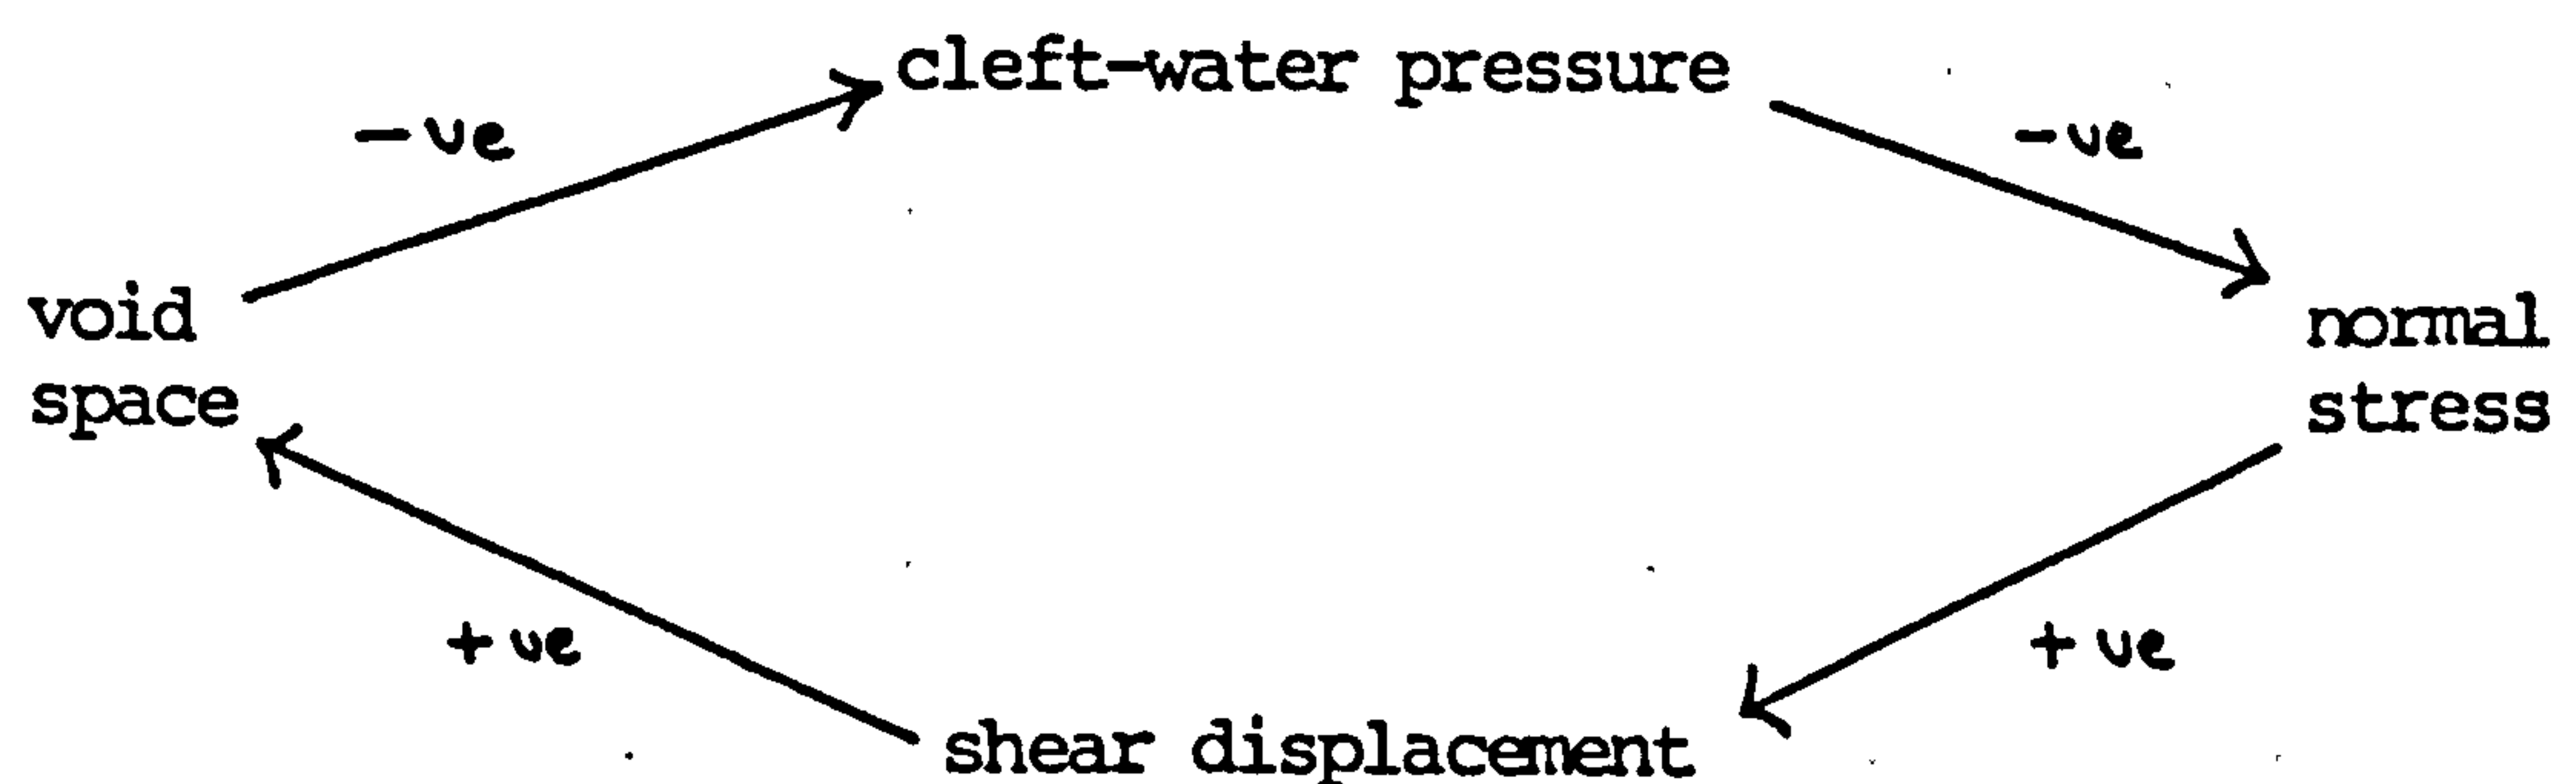 cleft-water pressure
-ve
-ve
void
space
normal
stress
+ve
+ve
shear displacement